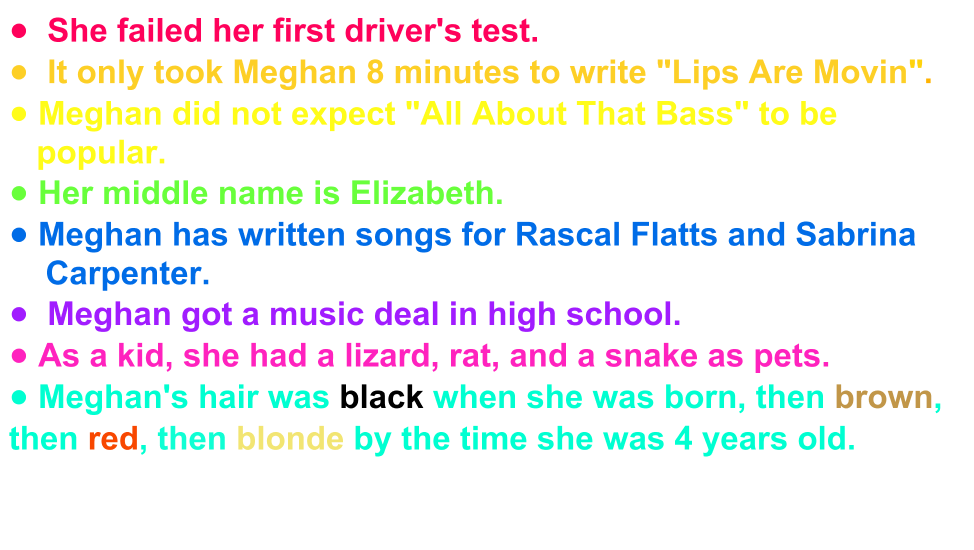 ● She failed her first driver's test.
● It only took Meghan 8 minutes to write "Lips Are Movin".
● Meghan did not expect "All About That Bass" to be
popular.
● Her middle name is Elizabeth.
● Meghan has written songs for Rascal Flatts and Sabrina
Carpenter.
● Meghan got a music deal in high school.
● As a kid, she had a lizard, rat, and a snake as pets.
● Meghan's hair was black when she was born, then brown,
then red, then blonde by the time she was 4 years old.